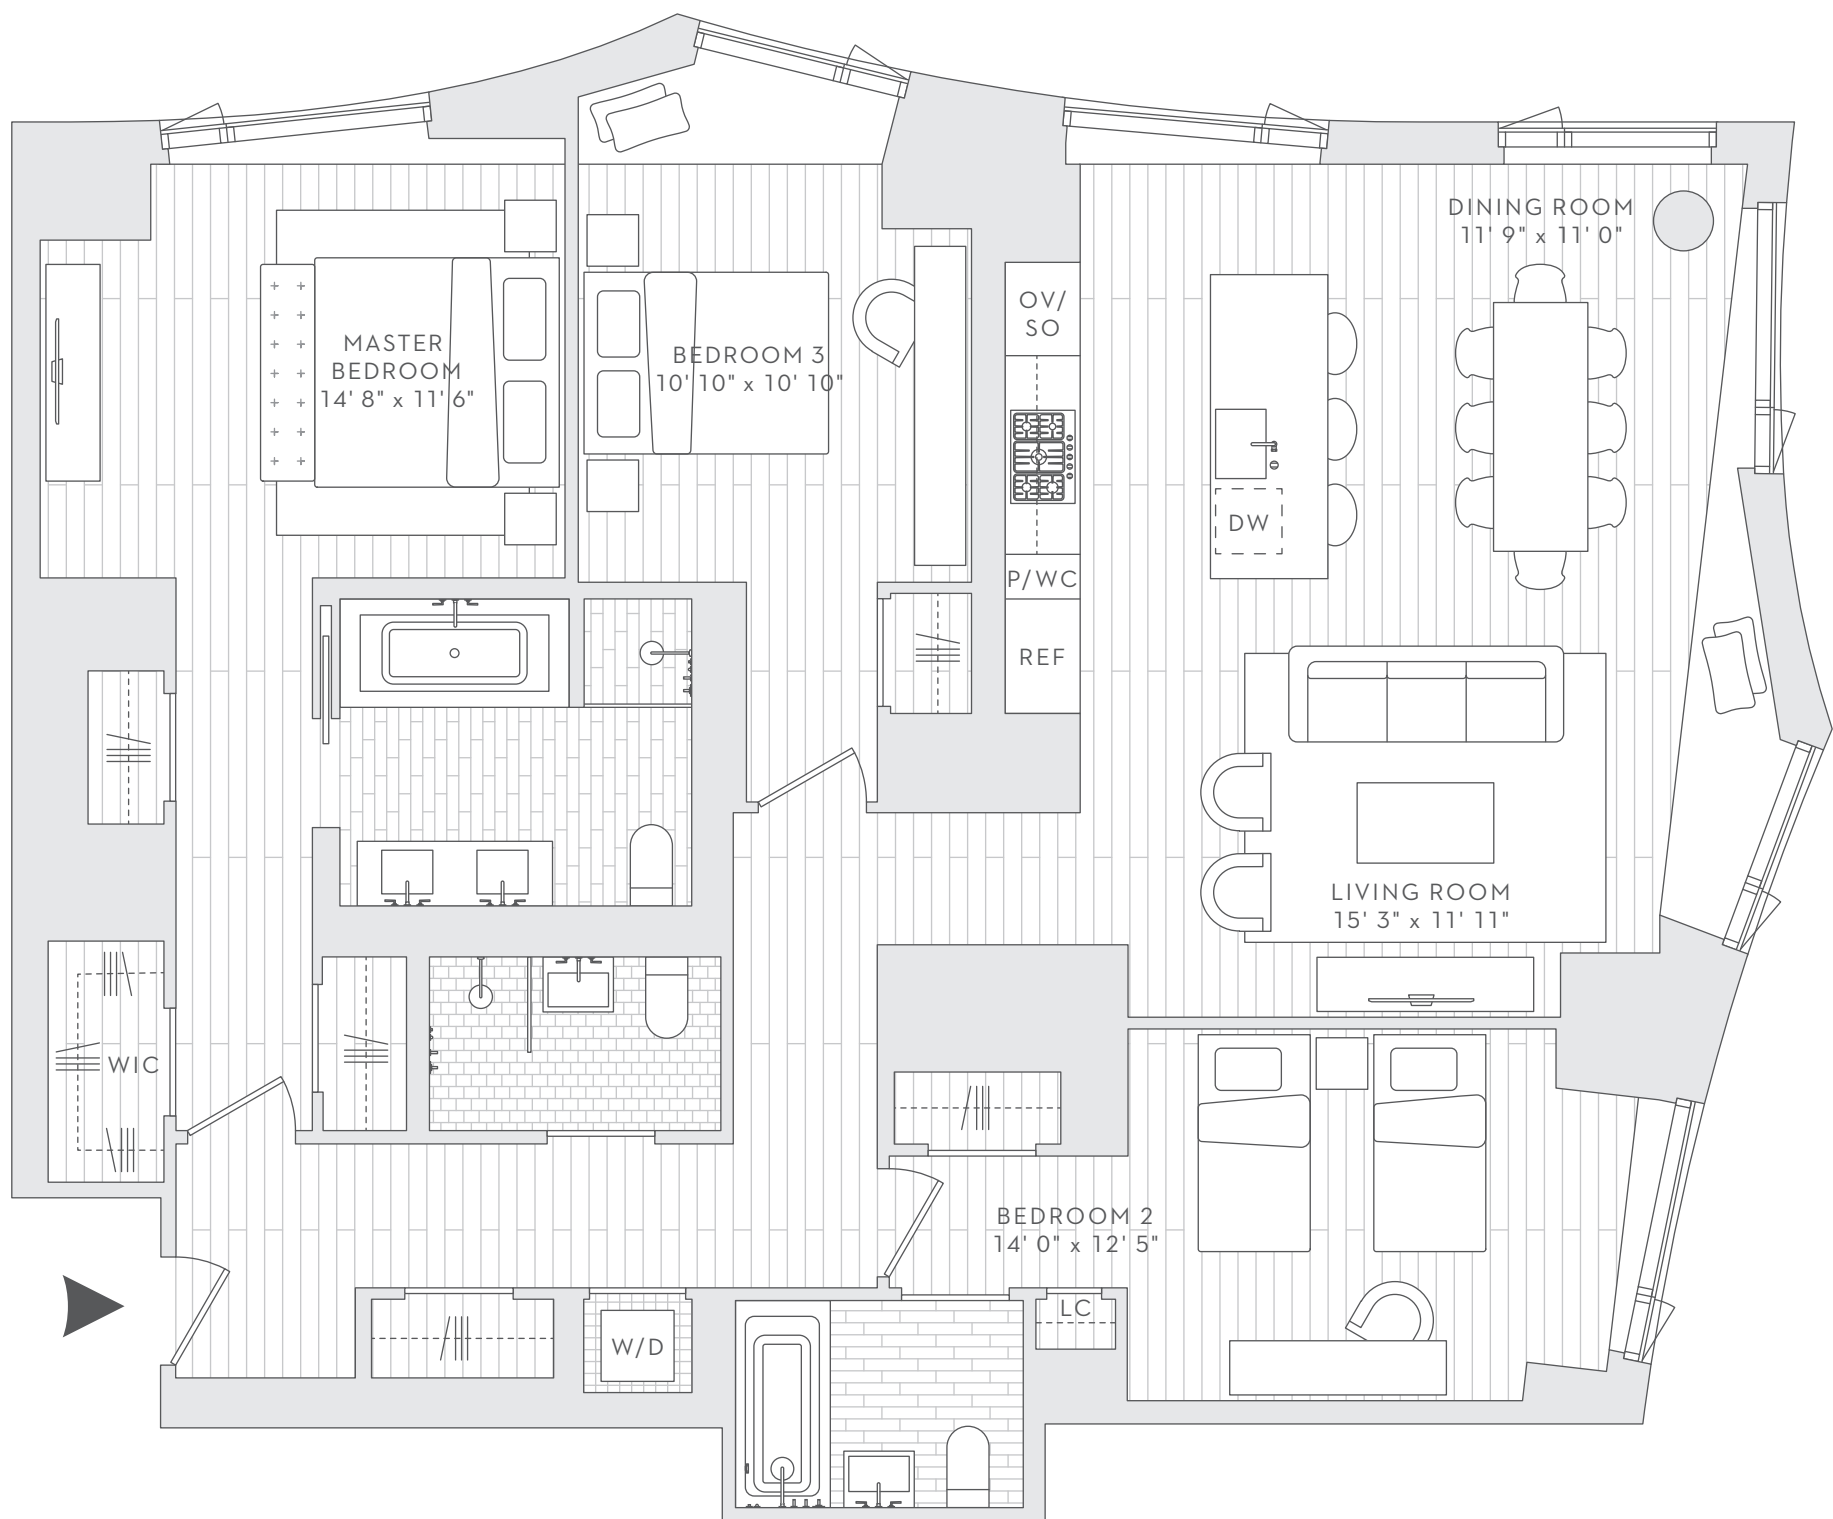 DINING ROOM
11' 9" x 11' 0"
OV/
SO
MASTER
BEDROOM
14' 8" x 11' 6"
BEDROOM 3
10' 10" x 10' 10"
DW
P/WC
REF
LIVING ROOM
15' 3" x 11' 11"
WIC
BEDROOM 2
14' 0" x 12' 5"
LC
W/D